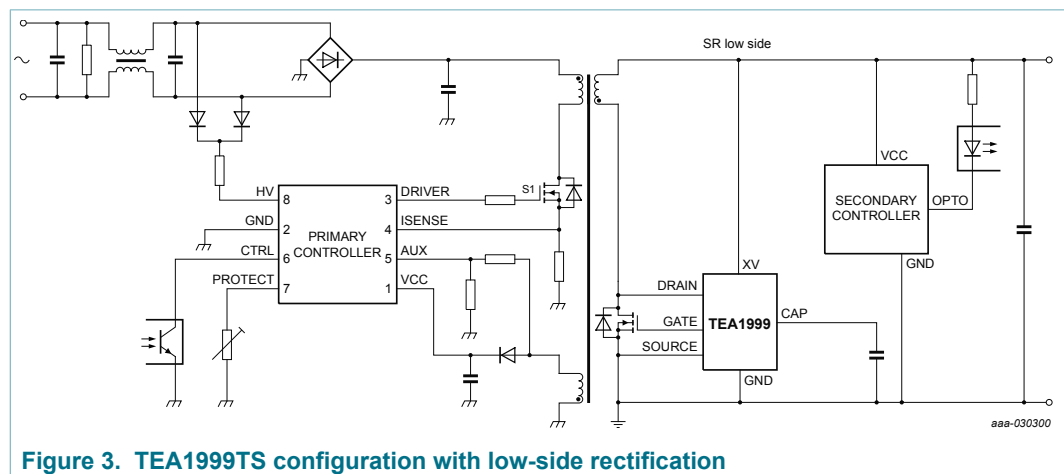 SR low side
HV
8
GND
2
CTRL
6
PROTECT
7
PRIMARY
CONTROLLER
3
DRIVER
4
ISENSE
5
AUX
1
VCC
S1
XV
DRAIN
GATE
SOURCE
TEA1999
CAP
GND
VCC
SECONDARY
CONTROLLER
OPTO
GND
aaa-030300
Figure 3. TEA1999TS configuration with low-side rectification